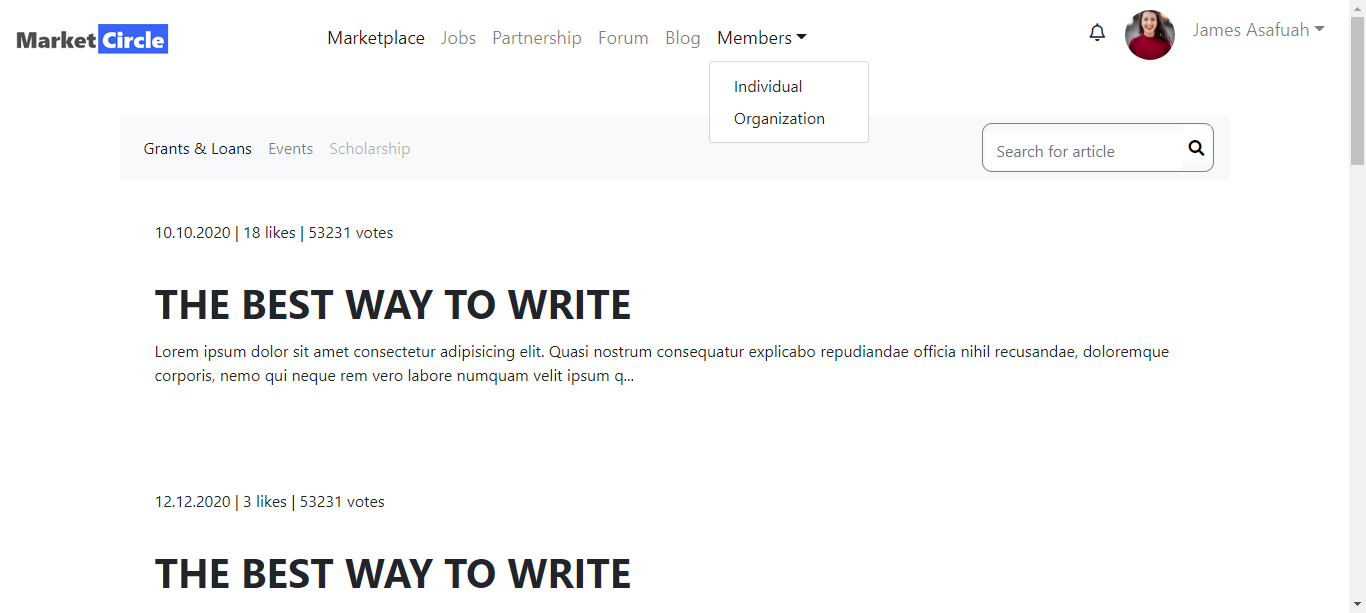 Market Circle
Marketplace Jobs Partnership Forum Blog Members
James Asafuah
Individual
Organization
Grants & Loans Events Scholarship
Search for article
10.10.2020 | 18 likes | 53231 votes
THE BEST WAY TO WRITE
Lorem ipsum dolor sit amet consectetur adipisicing elit. Quasi nostrum consequatur explicabo repudiandae officia nihil recusandae, doloremque
corporis, nemo qui neque rem vero labore numquam velit ipsum q...
12.12.2020 | 3 likes | 53231 votes
THE BEST WAY TO WRITE